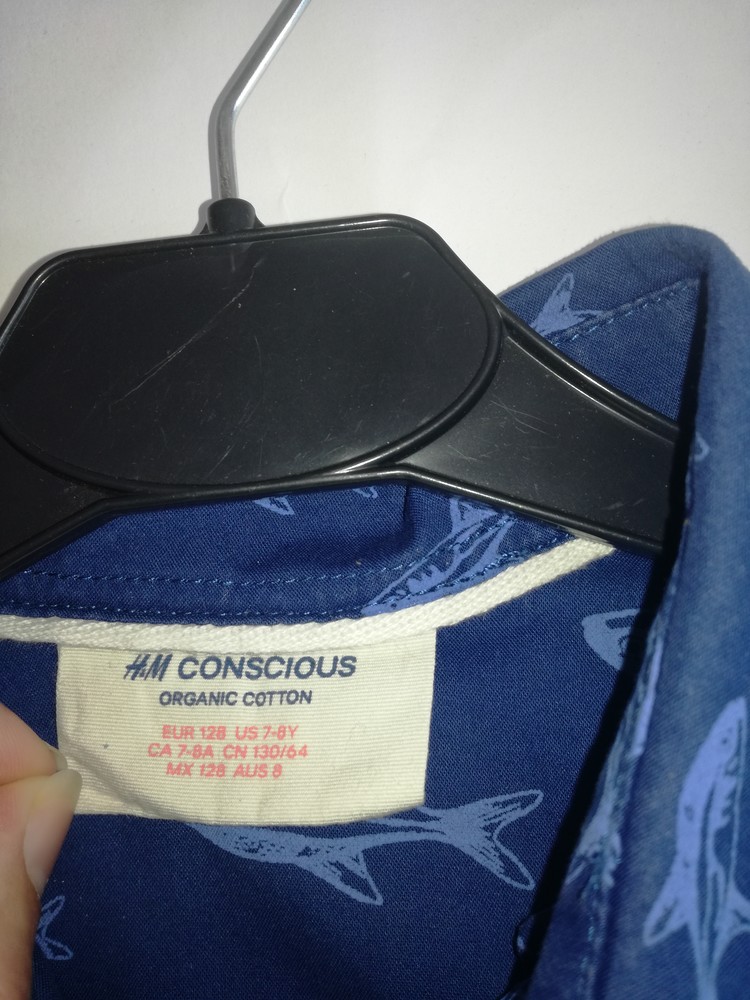 H&M CONSCIOUS
ORGANIC COTTON
EUR 128 US 7-8Y
CA 7-8A CN 130/64
MX 128 AUS 8